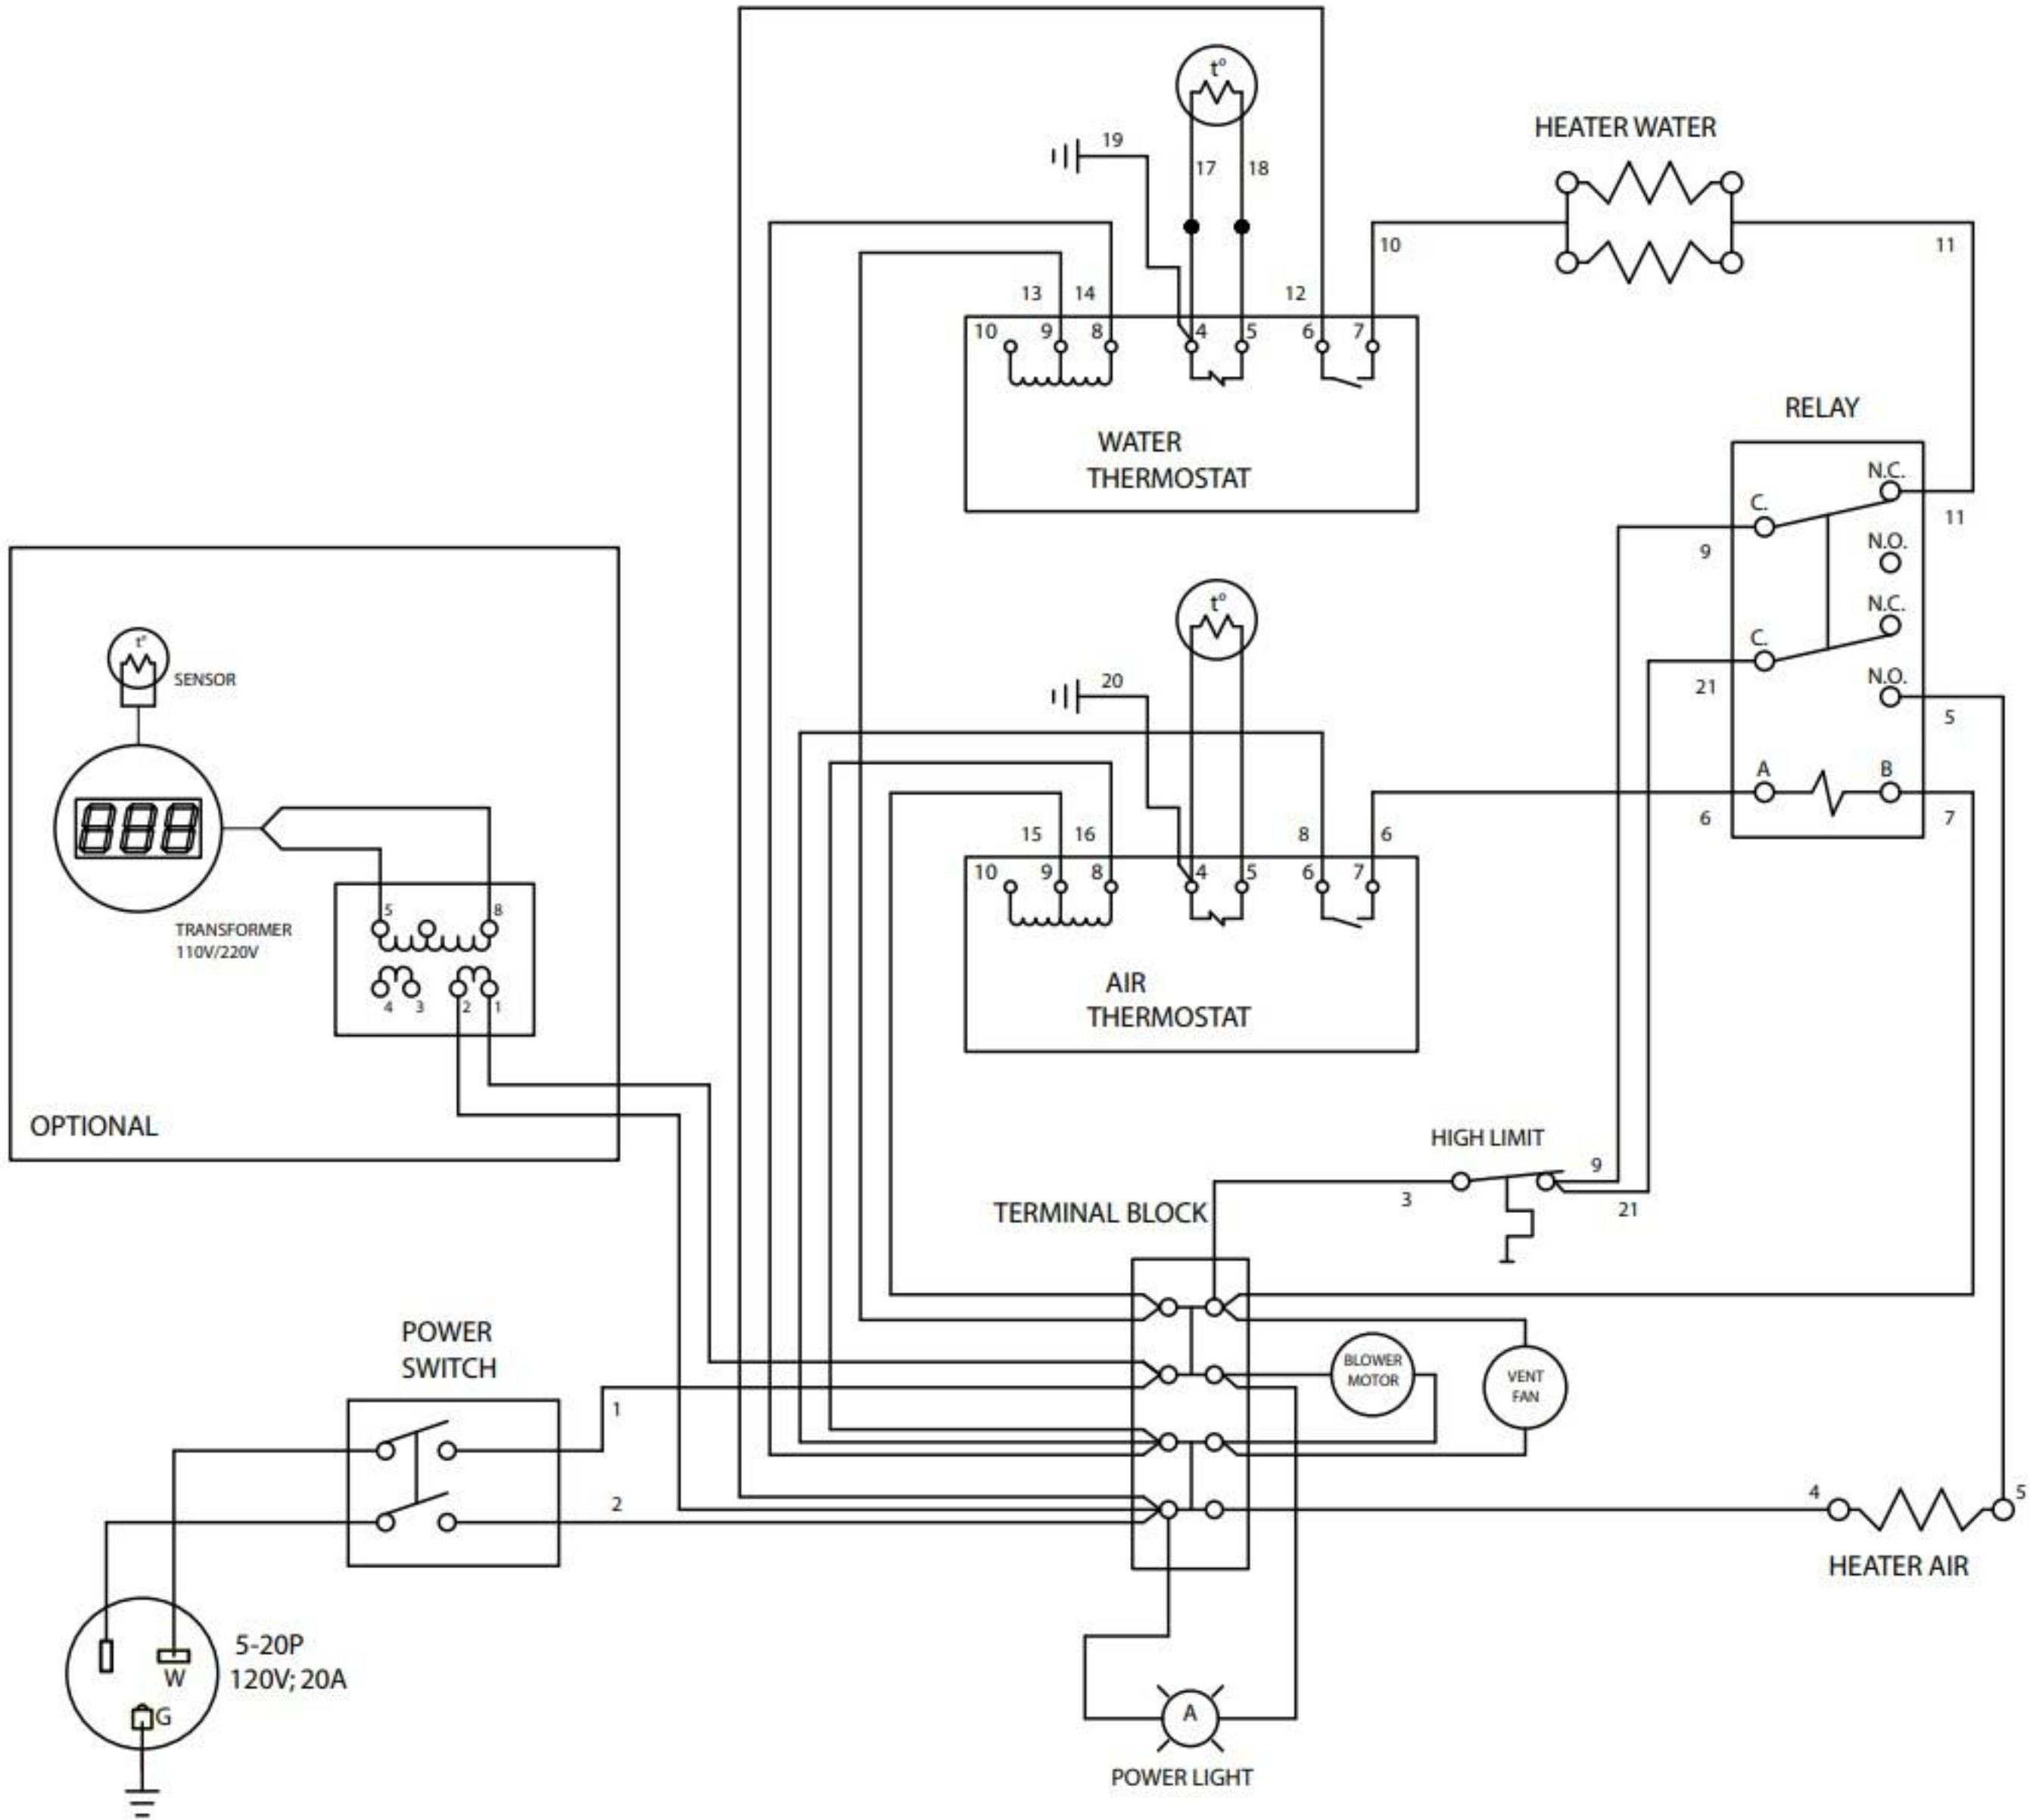 t°
19
17
18
HEATER WATER
10
11
13
14
12
10
9
8
4
5
6
7
WATER
THERMOSTAT
RELAY
N.C.
C.
11
9
N.O.
N.C.
C.
21
N.O.
5
A
B
6
7
t°
20
15
16
8
6
10
9
8
4
5
6
7
AIR
THERMOSTAT
t°
SENSOR
888
TRANSFORMER
110V/220V
5
8
4
3
2
1
OPTIONAL
HIGH LIMIT
9
3
21
TERMINAL BLOCK
POWER
SWITCH
1
2
BLOWER
MOTOR
VENT
FAN
4
5
HEATER AIR
5-20P
120V; 20A
W
G
A
POWER LIGHT